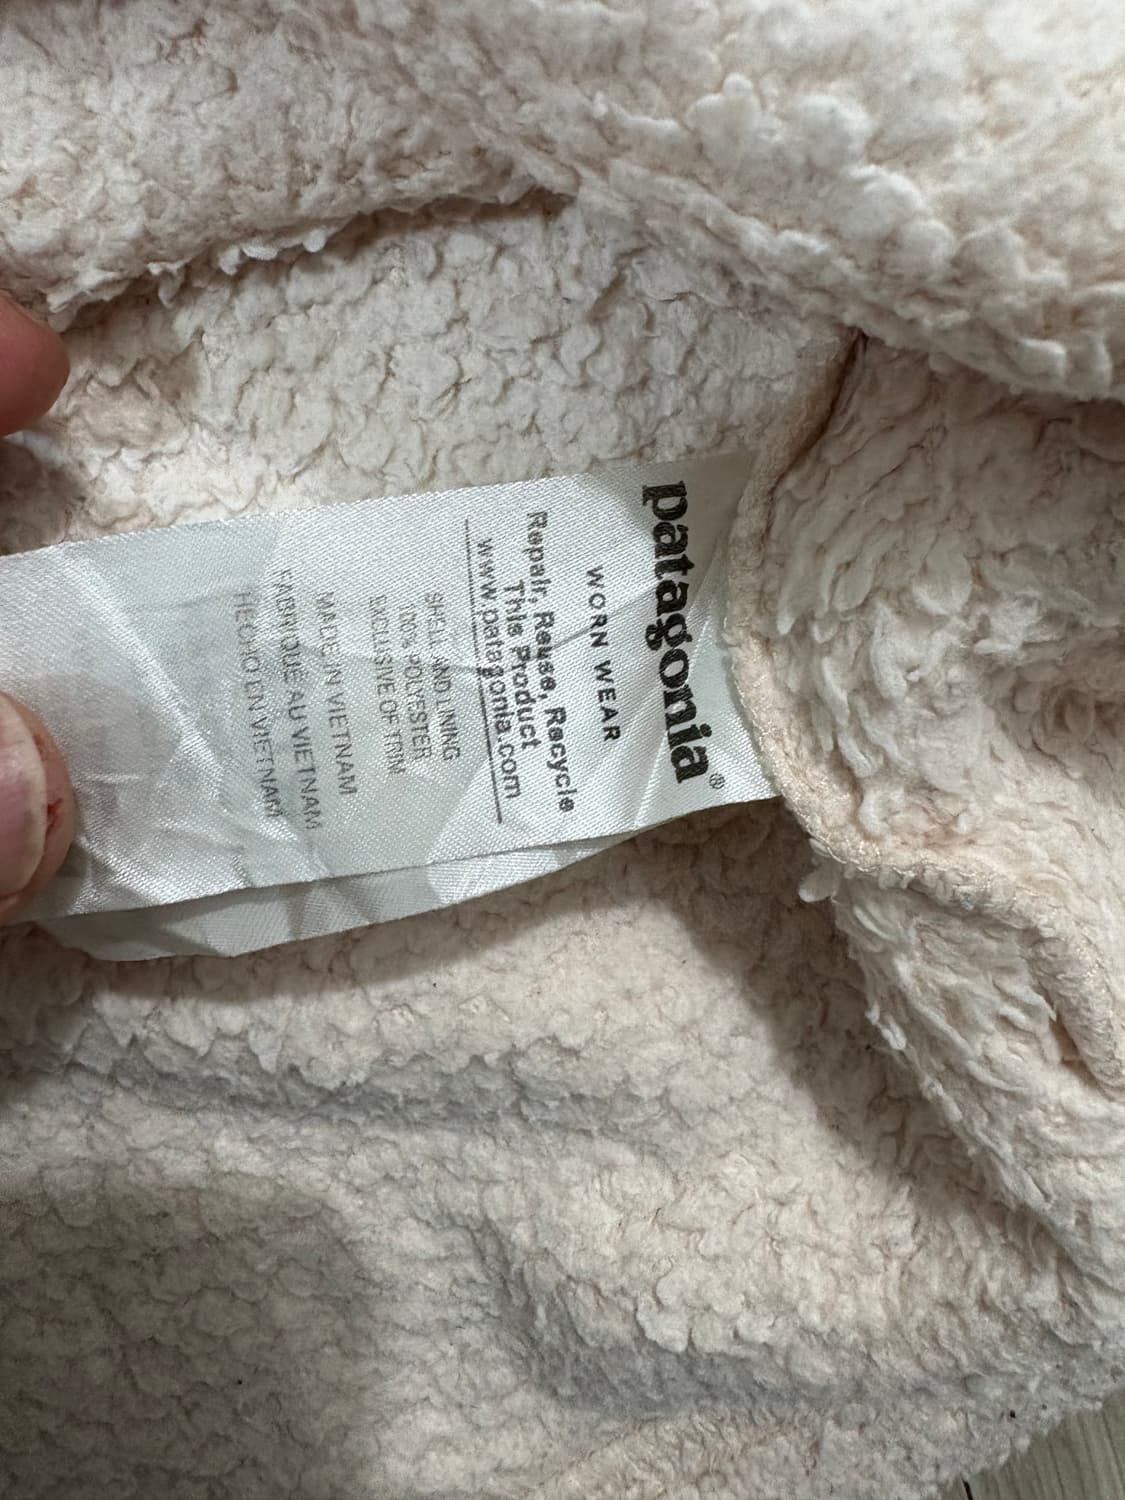 patagonia®
WORN WEAR
Repair, Reuse, Recycle
This Product
www.patagonia.com
SHELL AND LINING
100% POLYESTER
EXCLUSIVE OF TRIM
MADE IN VIETNAM
FABRIQUE AU VIETNAM
HECHO EN VIETNAM